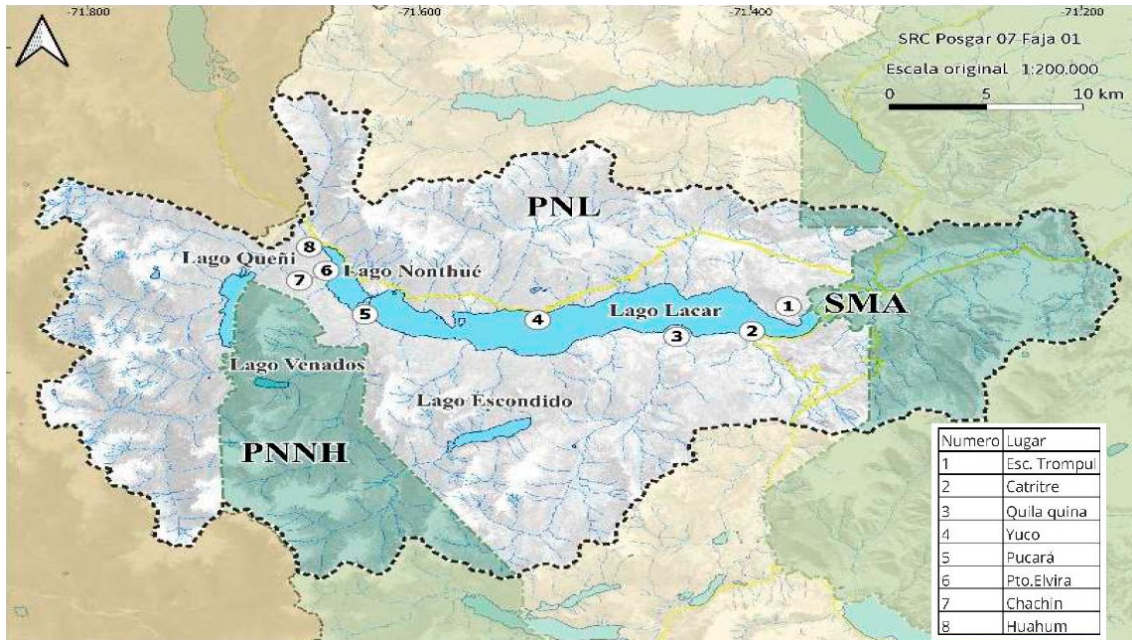 -71.800 -71.600 -71.400 -71.200
SRC Posgar 07 Faja 01
Escala original 1:200.000
0 5 10 km
PNL
8
Lago Queñi
6
Lago Nonthué
7
5
4
Lago Lacar
1
SMA
3
2
Lago Venados
Lago Escondido
PNNH
Numero Lugar
1 Esc. Trompul
2 Catritre
3 Quila quina
4 Yuco
5 Pucará
6 Pto.Elvira
7 Chachin
8 Huahum